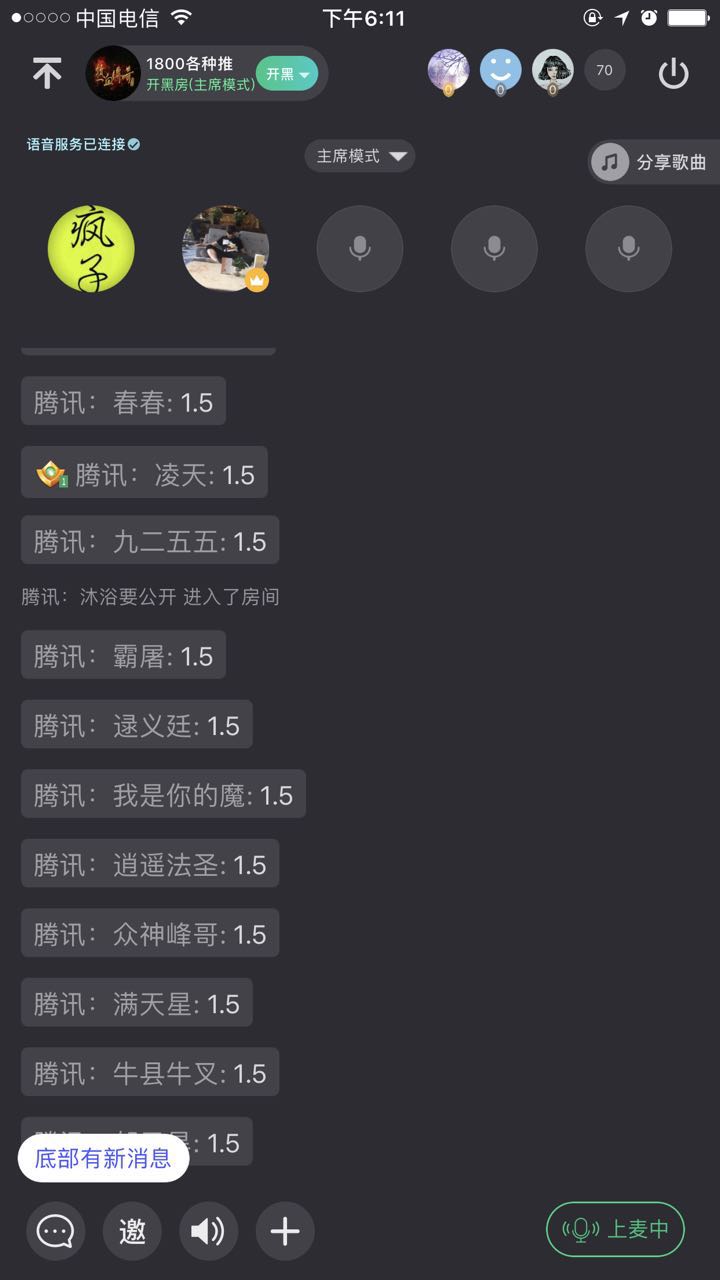 中国电信 下午6:11
1800各种推
开黑房(主席模式)
开黑
0
0
0
70
语音服务已连接
主席模式
分享歌曲
疯子
腾讯：春春: 1.5
1 腾讯：凌天: 1.5
腾讯：九二五五: 1.5
腾讯：沐浴要公开 进入了房间
腾讯：霸屠: 1.5
腾讯：逯义廷: 1.5
腾讯：我是你的魔: 1.5
腾讯：逍遥法圣: 1.5
腾讯：众神峰哥: 1.5
腾讯：满天星: 1.5
腾讯：牛县牛叉: 1.5
: 1.5
底部有新消息
邀
上麦中